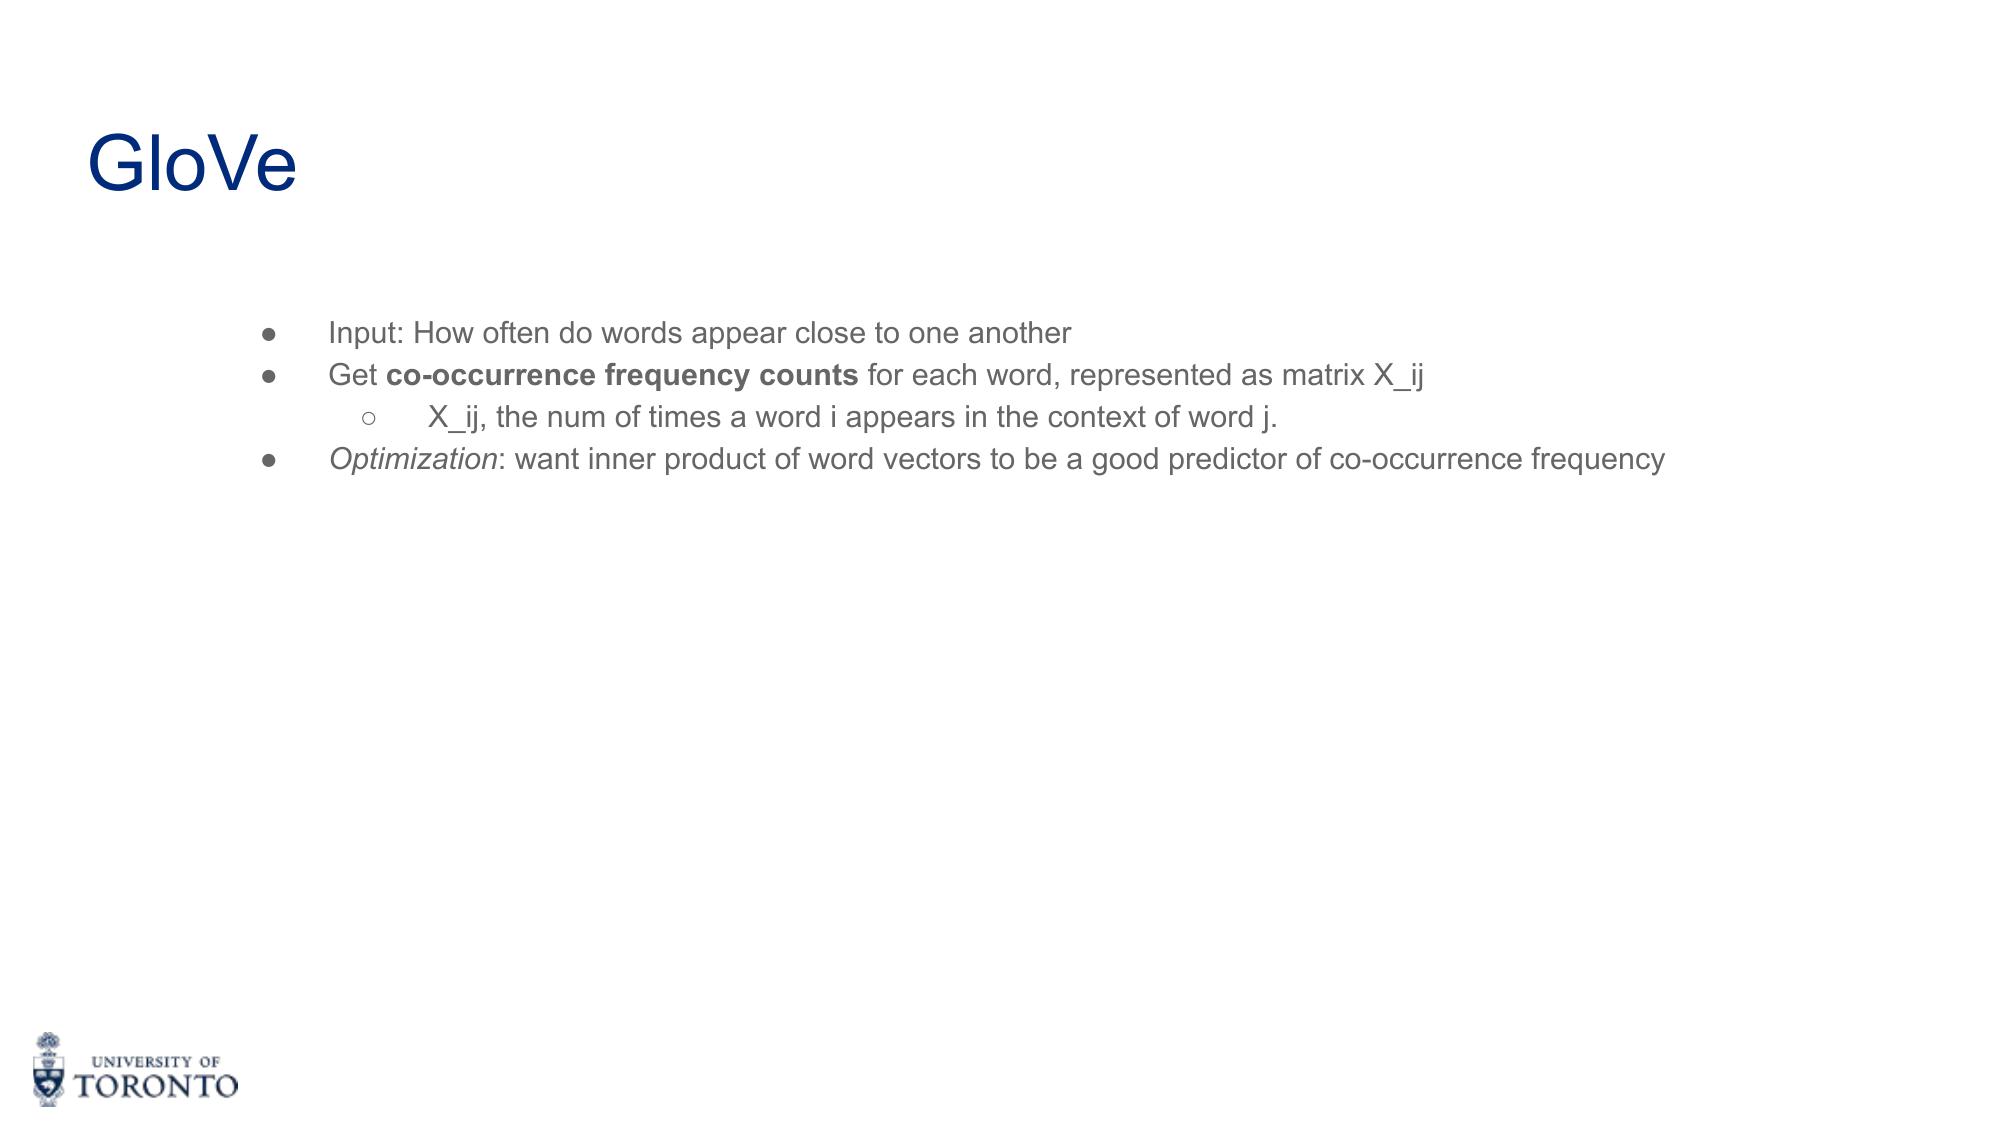 GloVe
● Input: How often do words appear close to one another
● Get co-occurrence frequency counts for each word, represented as matrix X_ij
○ X_ij, the num of times a word i appears in the context of word j.
● Optimization: want inner product of word vectors to be a good predictor of co-occurrence frequency
UNIVERSITY OF
TORONTO